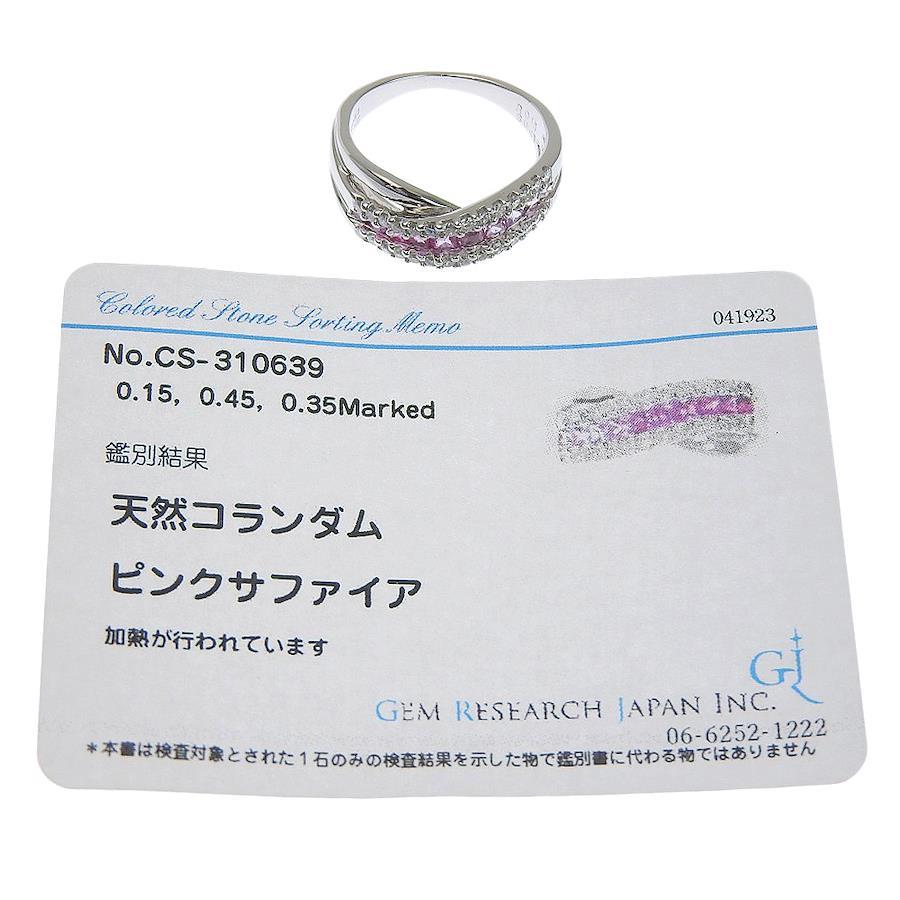 Colored Stone Sorting Memo
041923
No.CS-310639
0.15, 0.45, 0.35Marked
鑑別結果
天然コランダム
ピンクサファイア
加熱が行われています
GEM RESEARCH JAPAN INC.
06-6252-1222
*本書は検査対象とされた1石のみの検査結果を示した物で鑑別書に代わる物ではありません